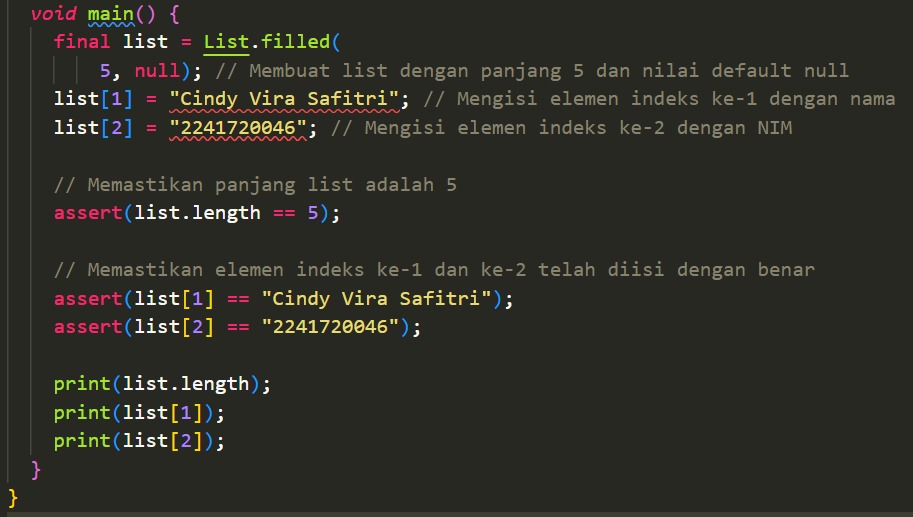 void main() {
final list = List.filled(
5, null); // Membuat list dengan panjang 5 dan nilai default null
list[1] = "Cindy Vira Safitri"; // Mengisi elemen indeks ke-1 dengan nama
list[2] = "2241720046"; // Mengisi elemen indeks ke-2 dengan NIM
// Memastikan panjang list adalah 5
assert(list.length == 5);
// Memastikan elemen indeks ke-1 dan ke-2 telah diisi dengan benar
assert(list[1] == "Cindy Vira Safitri");
assert(list[2] == "2241720046");
print(list.length);
print(list[1]);
print(list[2]);
}
}